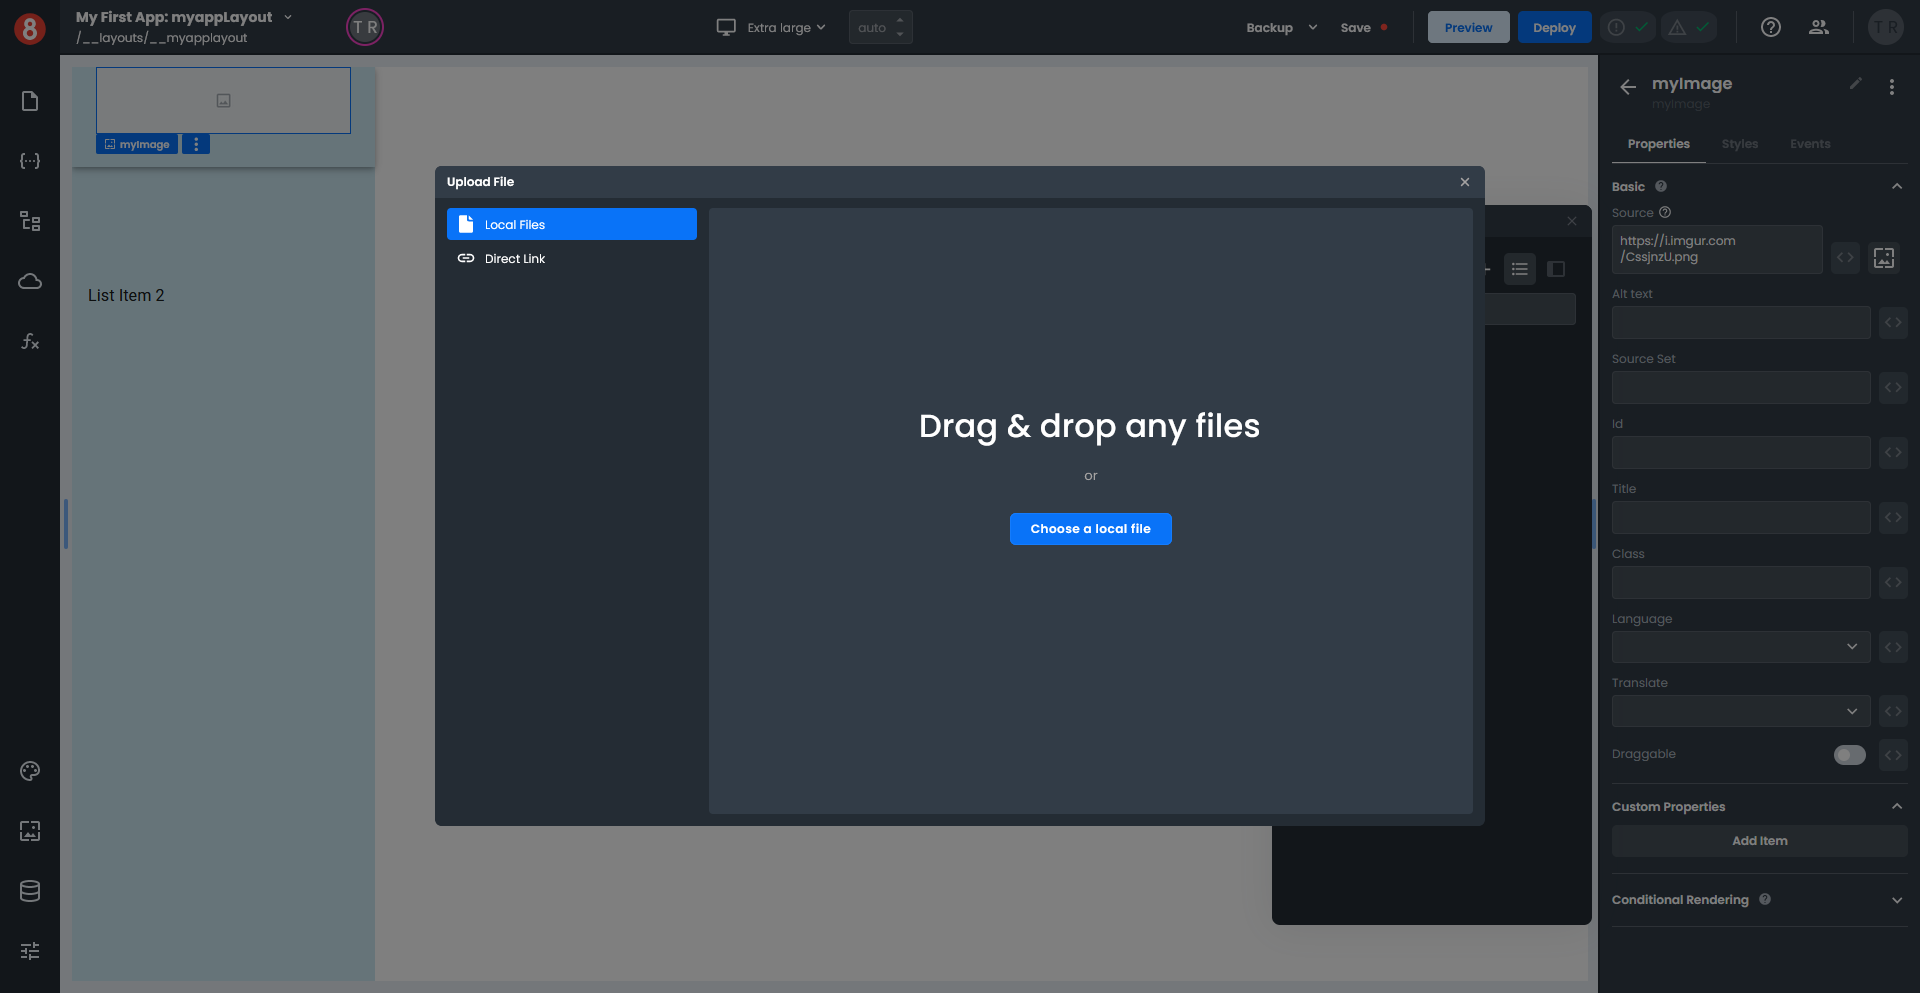 8
My First App: myappLayout
/__layouts/__myapplayout
T R
Extra large
auto
Backup
Save
Preview
Deploy
T R
myImage
List Item 2
Upload File
Local Files
Direct Link
Drag & drop any files
or
Choose a local file
myImage
myImage
Properties
Styles
Events
Basic
Source
https://i.imgur.com
/CssjnzU.png
Alt text
Source Set
Id
Title
Class
Language
Translate
Draggable
Custom Properties
Add Item
Conditional Rendering